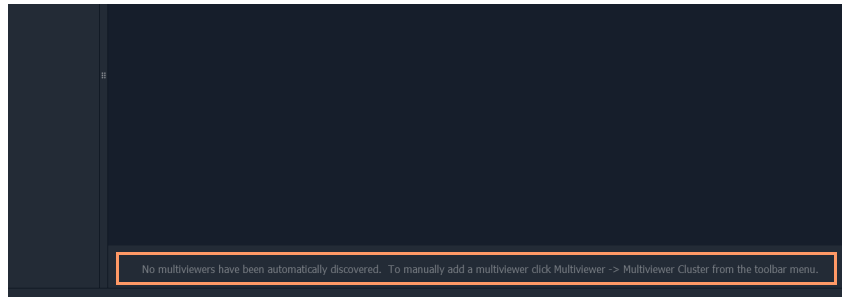 No multiviewers have been automatically discovered.  To manually add a multiviewer click Multiviewer -> Multiviewer Cluster from the toolbar menu.